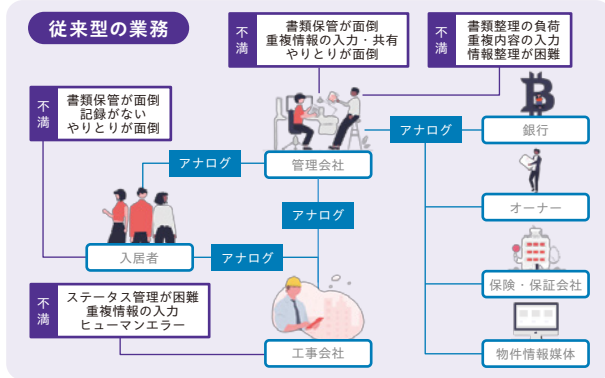 従来型の業務
不満
書類保管が面倒
重複情報の入力・共有
やりとりが面倒
不満
書類整理の負荷
重複内容の入力
情報整理が困難
不満
書類保管が面倒
記録がない
やりとりが面倒
アナログ
銀行
アナログ
管理会社
アナログ
オーナー
入居者
アナログ
保険・保証会社
不満
ステータス管理が困難
重複情報の入力
ヒューマンエラー
工事会社
物件情報媒体